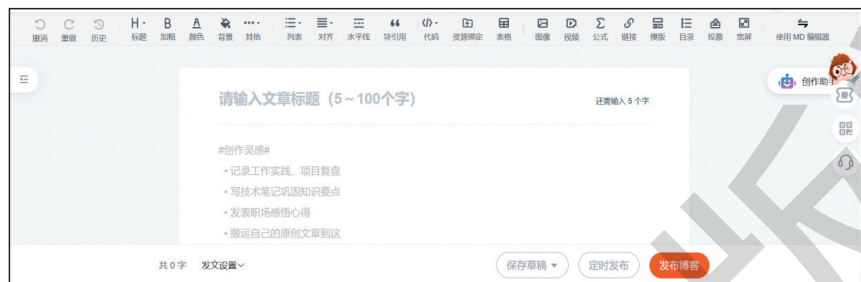 撤消 重做 历史 标题 加粗 颜色 背景 其他 列表 对齐 水平线 块引用 代码 资源绑定 表格 图像 视频 公式 链接 模版 目录 投票 宽屏 使用 MD 编辑器
请输入文章标题（5～100个字） 还需输入 5 个字
创作助手
#创作灵感#
• 记录工作实践、项目复盘
• 写技术笔记巩固知识要点
• 发表职场感悟心得
• 搬运自己的原创文章到这
共 0 字 发文设置 保存草稿 定时发布 发布博客